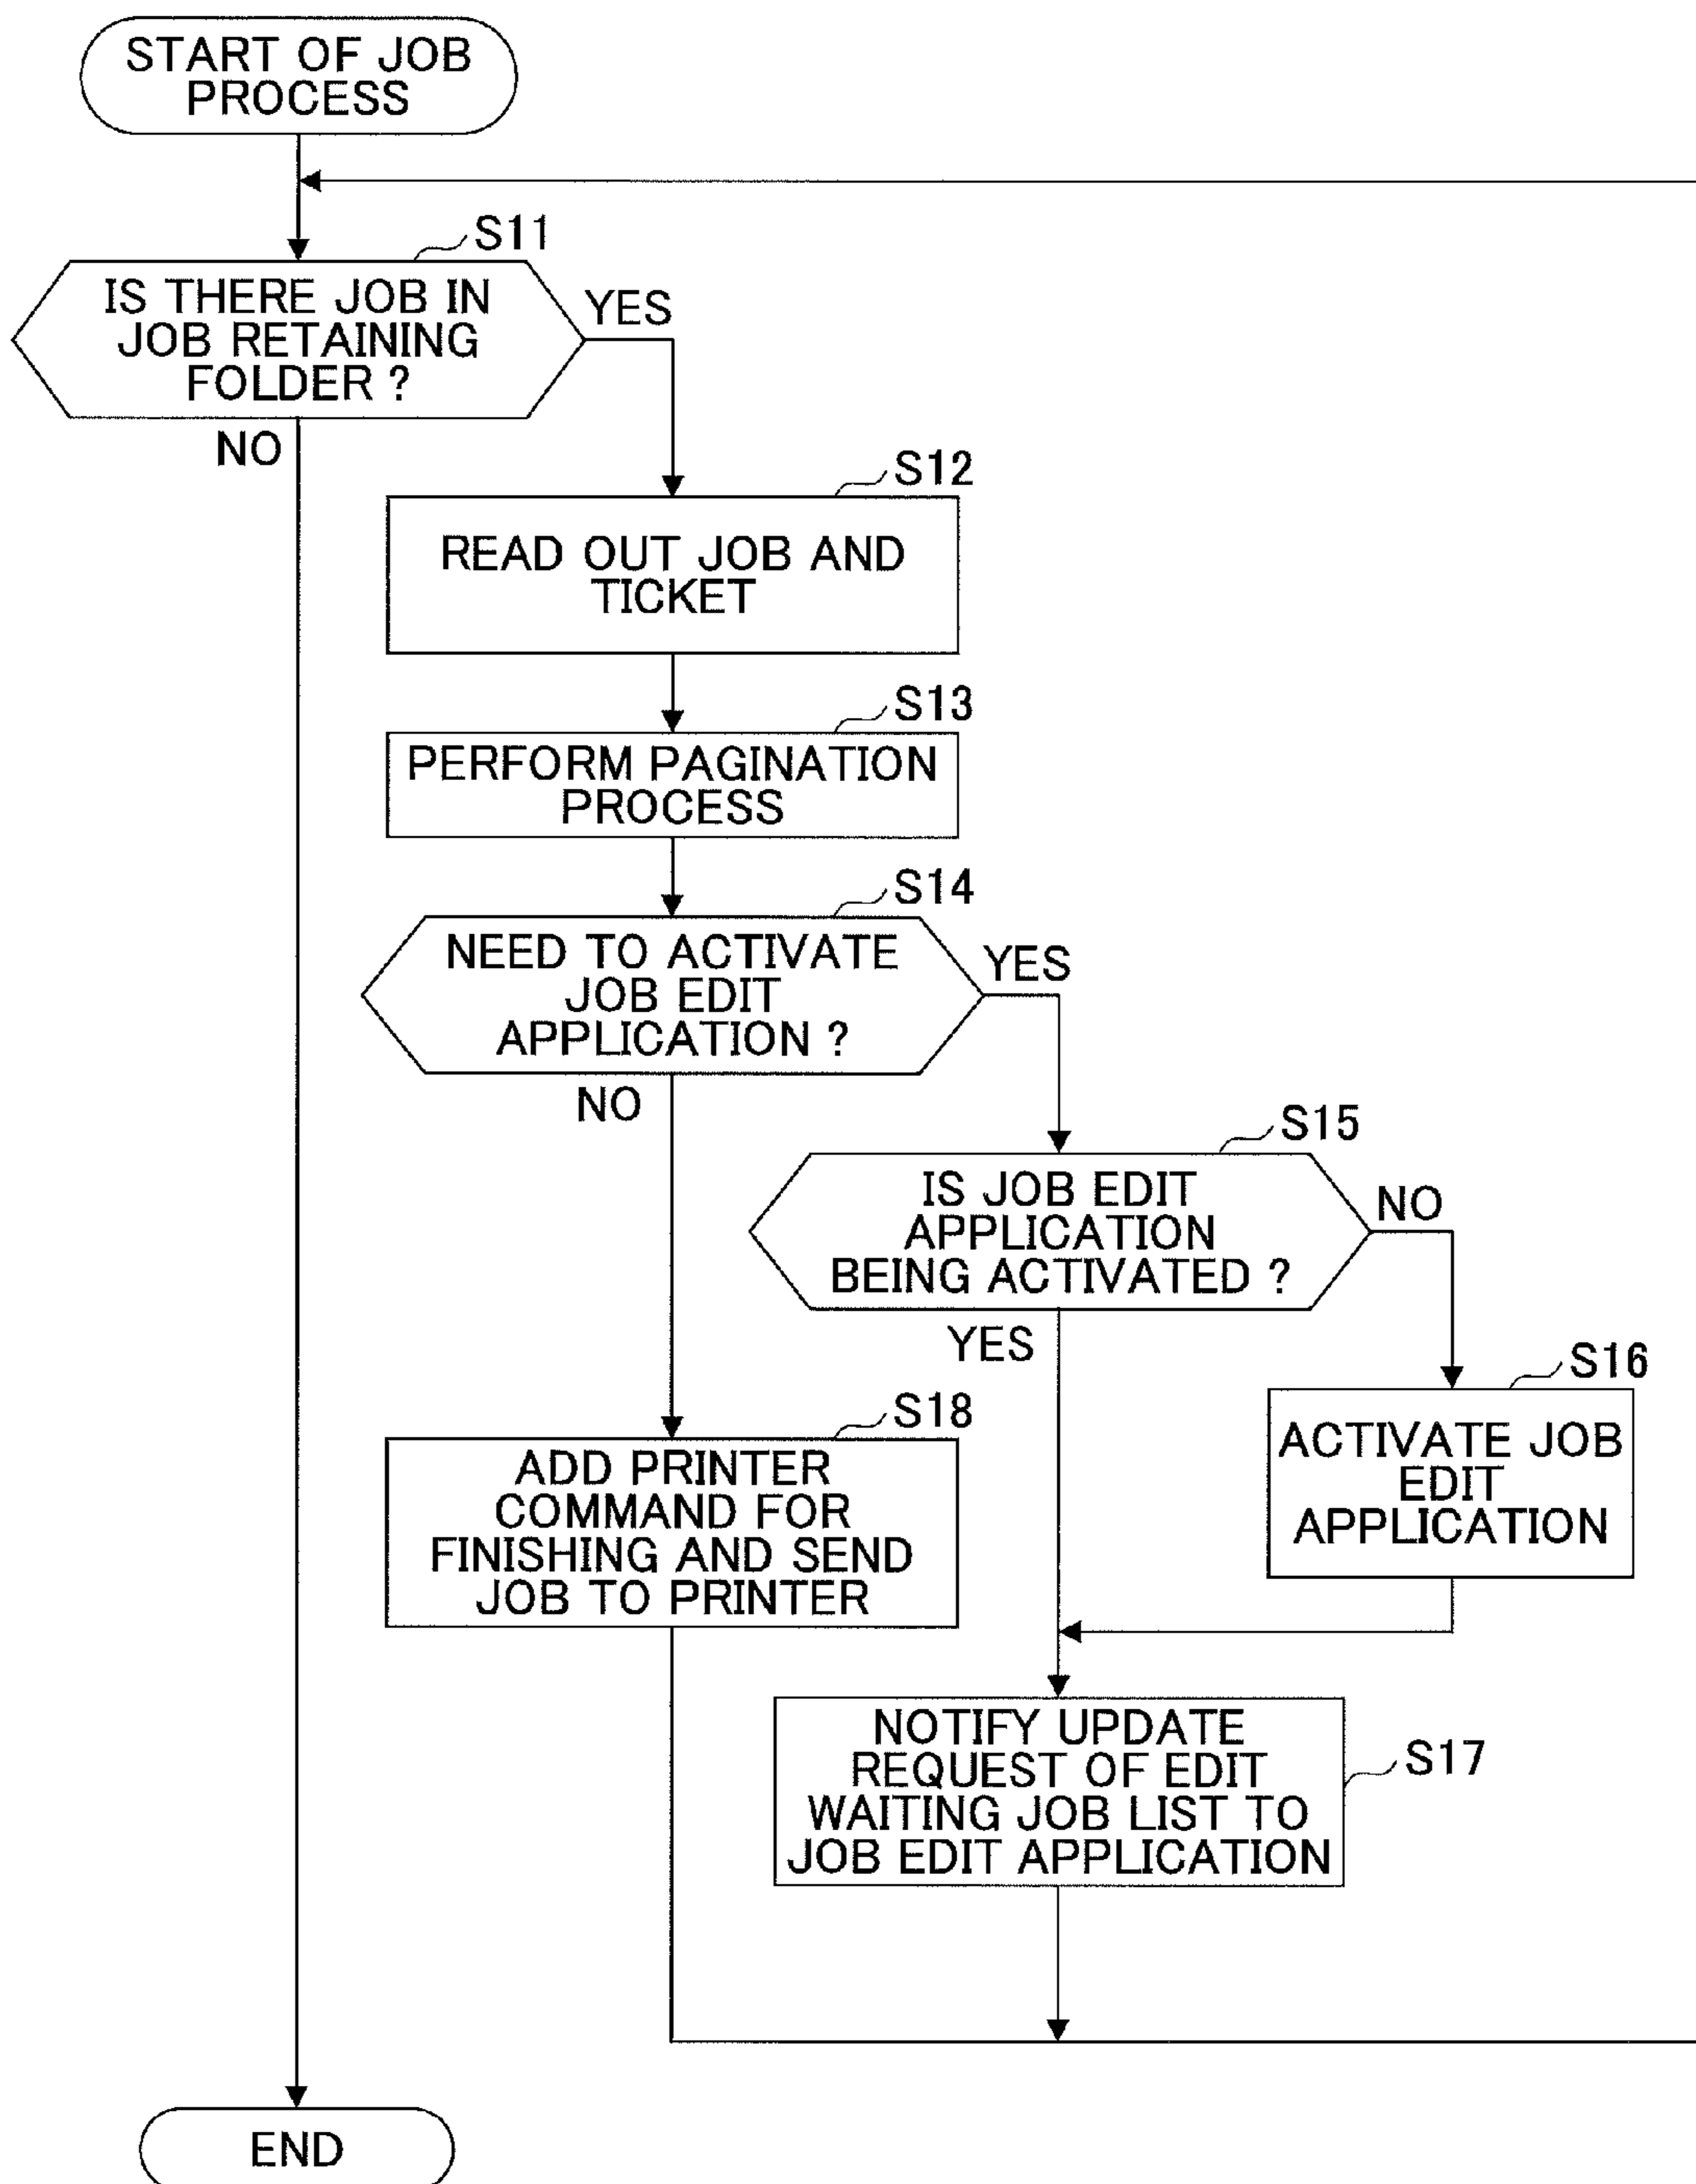 START OF JOB
PROCESS
S11
IS THERE JOB IN
JOB RETAINING
FOLDER ?
YES
NO
S12
READ OUT JOB AND
TICKET
S13
PERFORM PAGINATION
PROCESS
S14
NEED TO ACTIVATE
JOB EDIT
APPLICATION ?
YES
NO
S15
IS JOB EDIT
APPLICATION
BEING ACTIVATED ?
NO
YES
S16
ACTIVATE JOB
EDIT
APPLICATION
S18
ADD PRINTER
COMMAND FOR
FINISHING AND SEND
JOB TO PRINTER
NOTIFY UPDATE
REQUEST OF EDIT
WAITING JOB LIST TO
JOB EDIT APPLICATION
S17
END